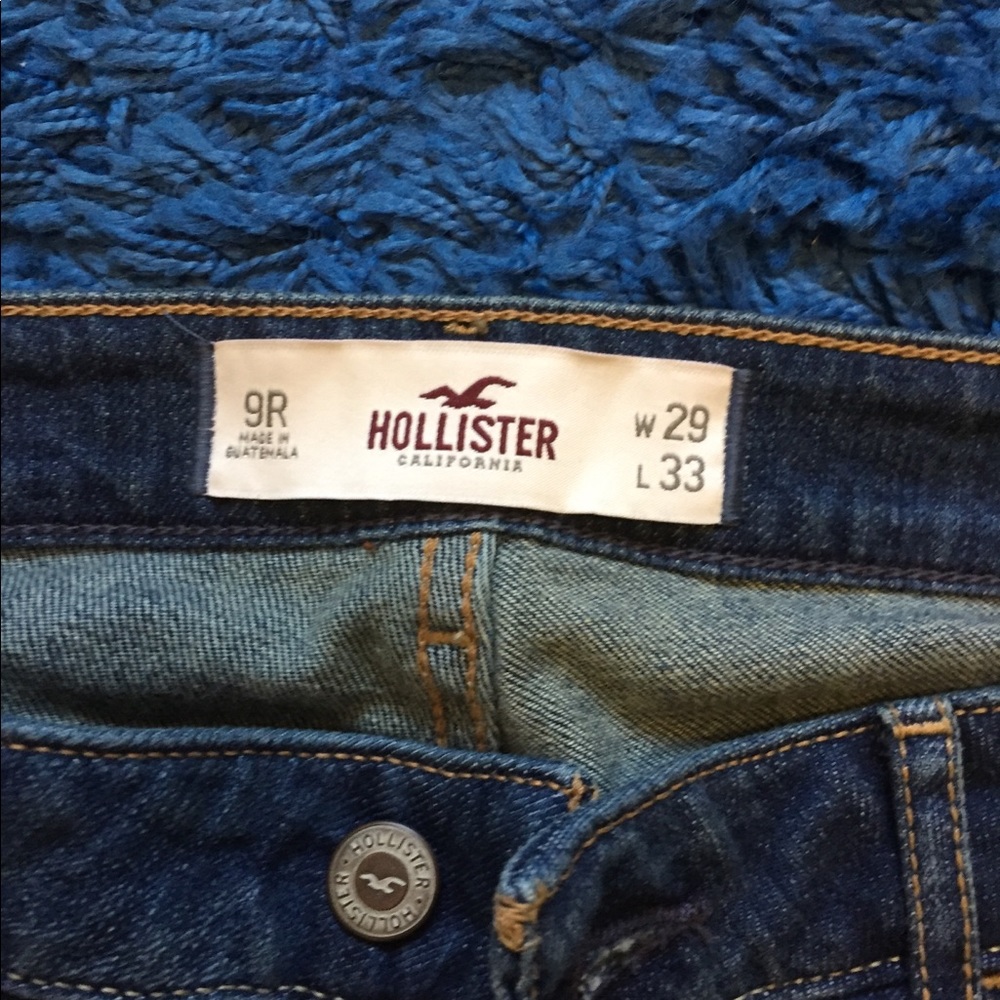 9R
MADE IN
GUATEMALA
HOLLISTER
CALIFORNIA
W 29
L 33
HOLLISTER · HOLLISTER ·